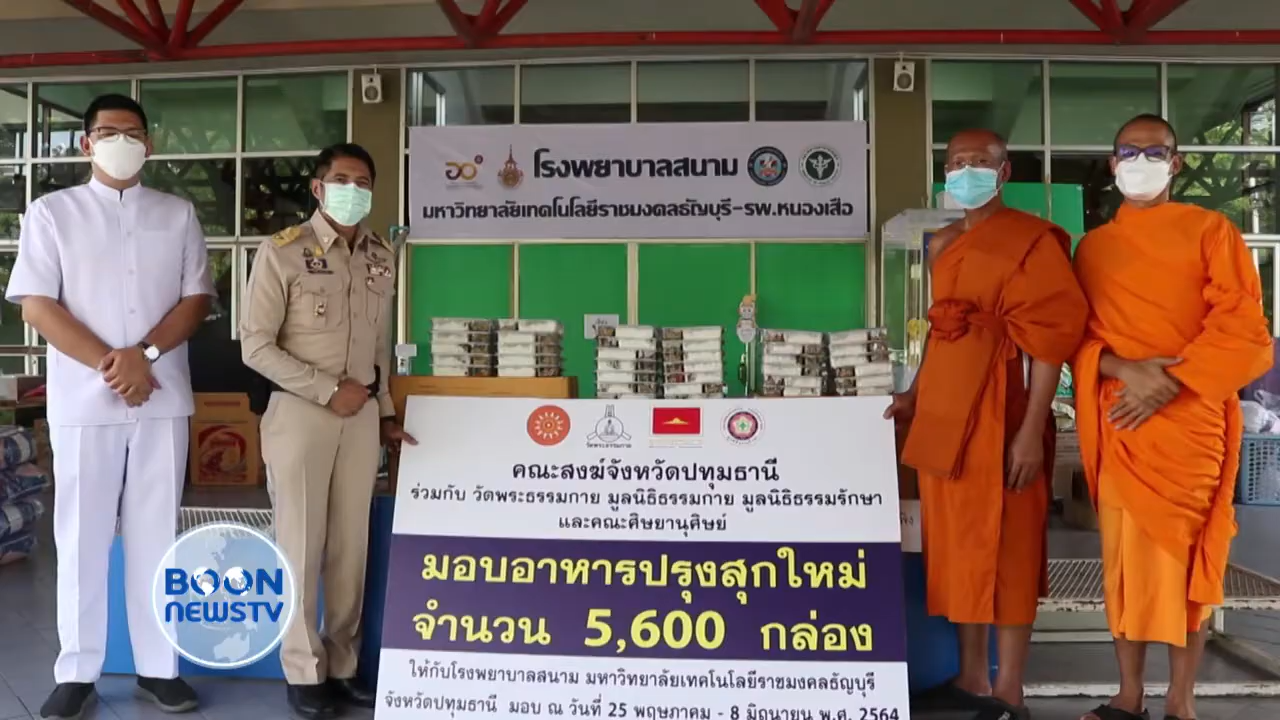 โรงพยาบาลสนาม
มหาวิทยาลัยเทคโนโลยีราชมงคลธัญบุรี-รพ.หนองเสือ
วัดพระธรรมกาย
คณะสงฆ์จังหวัดปทุมธานี
ร่วมกับ วัดพระธรรมกาย มูลนิธิธรรมกาย มูลนิธิธรรมรักษา
และคณะศิษยานุศิษย์
มอบอาหารปรุงสุกใหม่
จำนวน 5,600 กล่อง
ให้กับโรงพยาบาลสนาม มหาวิทยาลัยเทคโนโลยีราชมงคลธัญบุรี
จังหวัดปทุมธานี มอบ ณ วันที่ 25 พฤษภาคม - 8 มิถุนายน พ.ศ. 2564
BOON
NEWSTV